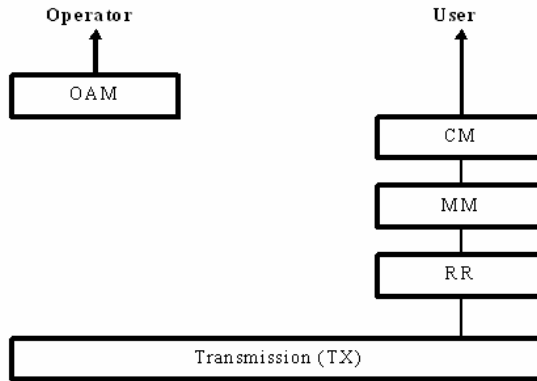 Operator
User
OAM
CM
MM
RR
Transmission (TX)